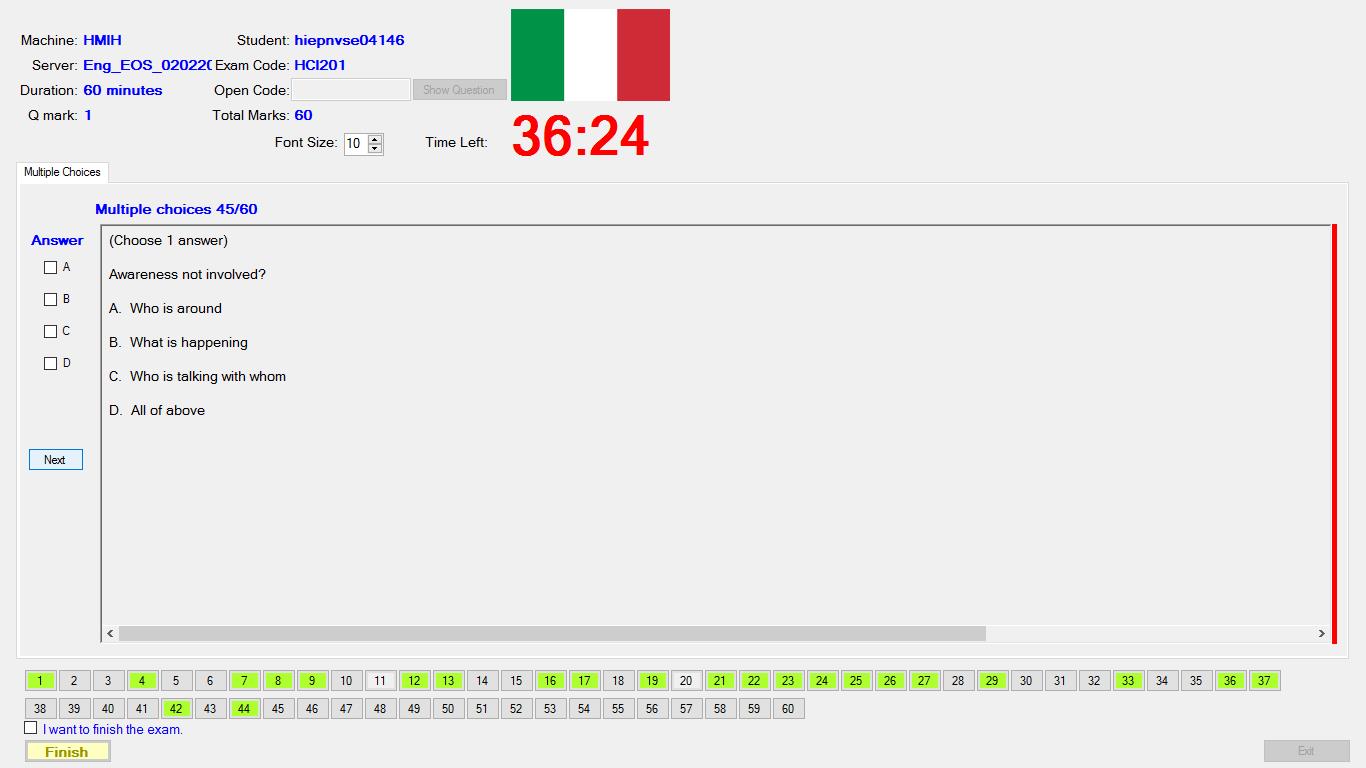 Machine: HMIH Student: hiepnvse04146
Server: Eng_EOS_02022 Exam Code: HCI201
Duration: 60 minutes Open Code: Show Question
Q mark: 1 Total Marks: 60
Font Size: 10 Time Left: 36:24
Multiple Choices
Multiple choices 45/60
Answer
(Choose 1 answer)
A
Awareness not involved?
B
A. Who is around
C
B. What is happening
D
C. Who is talking with whom
D. All of above
Next
1 2 3 4 5 6 7 8 9 10 11 12 13 14 15 16 17 18 19 20 21 22 23 24 25 26 27 28 29 30 31 32 33 34 35 36 37
38 39 40 41 42 43 44 45 46 47 48 49 50 51 52 53 54 55 56 57 58 59 60
I want to finish the exam.
Finish Exit